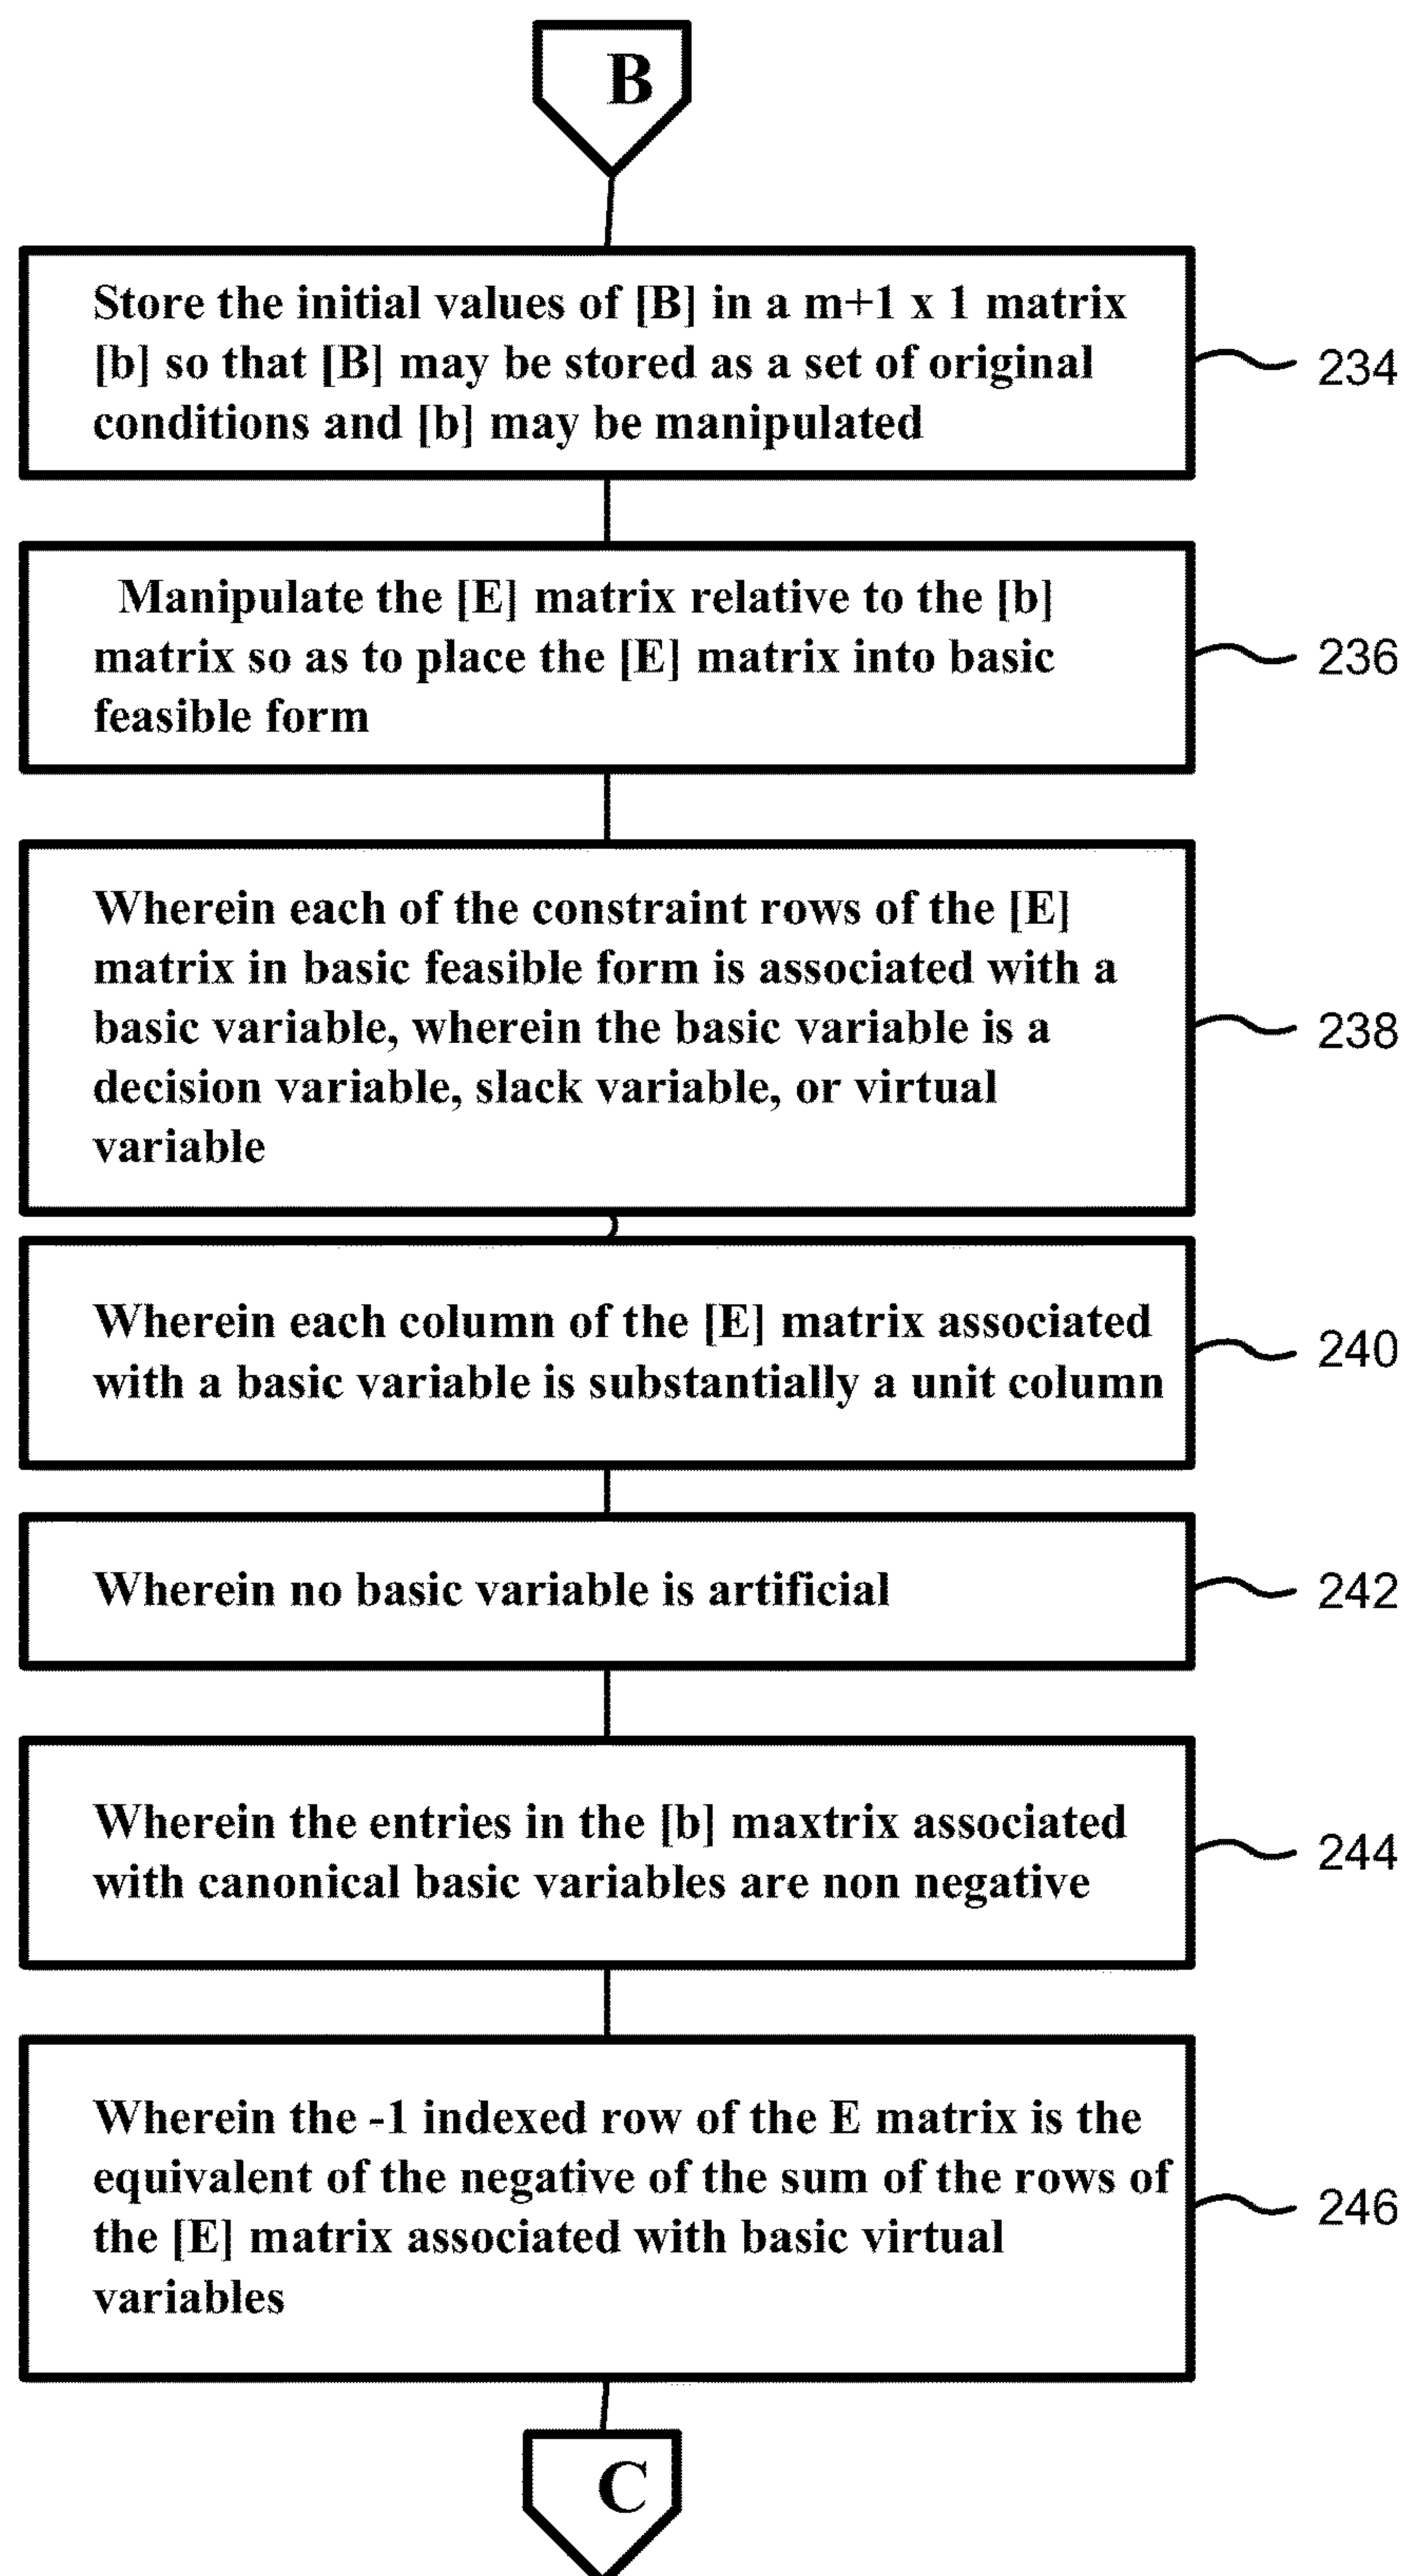 B
Store the initial values of [B] in a m+1 x 1 matrix
[b] so that [B] may be stored as a set of original
conditions and [b] may be manipulated
234
Manipulate the [E] matrix relative to the [b]
matrix so as to place the [E] matrix into basic
feasible form
236
Wherein each of the constraint rows of the [E]
matrix in basic feasible form is associated with a
basic variable, wherein the basic variable is a
decision variable, slack variable, or virtual
variable
238
Wherein each column of the [E] matrix associated
with a basic variable is substantially a unit column
240
Wherein no basic variable is artificial
242
Wherein the entries in the [b] maxtrix associated
with canonical basic variables are non negative
244
Wherein the -1 indexed row of the E matrix is the
equivalent of the negative of the sum of the rows of
the [E] matrix associated with basic virtual
variables
246
C